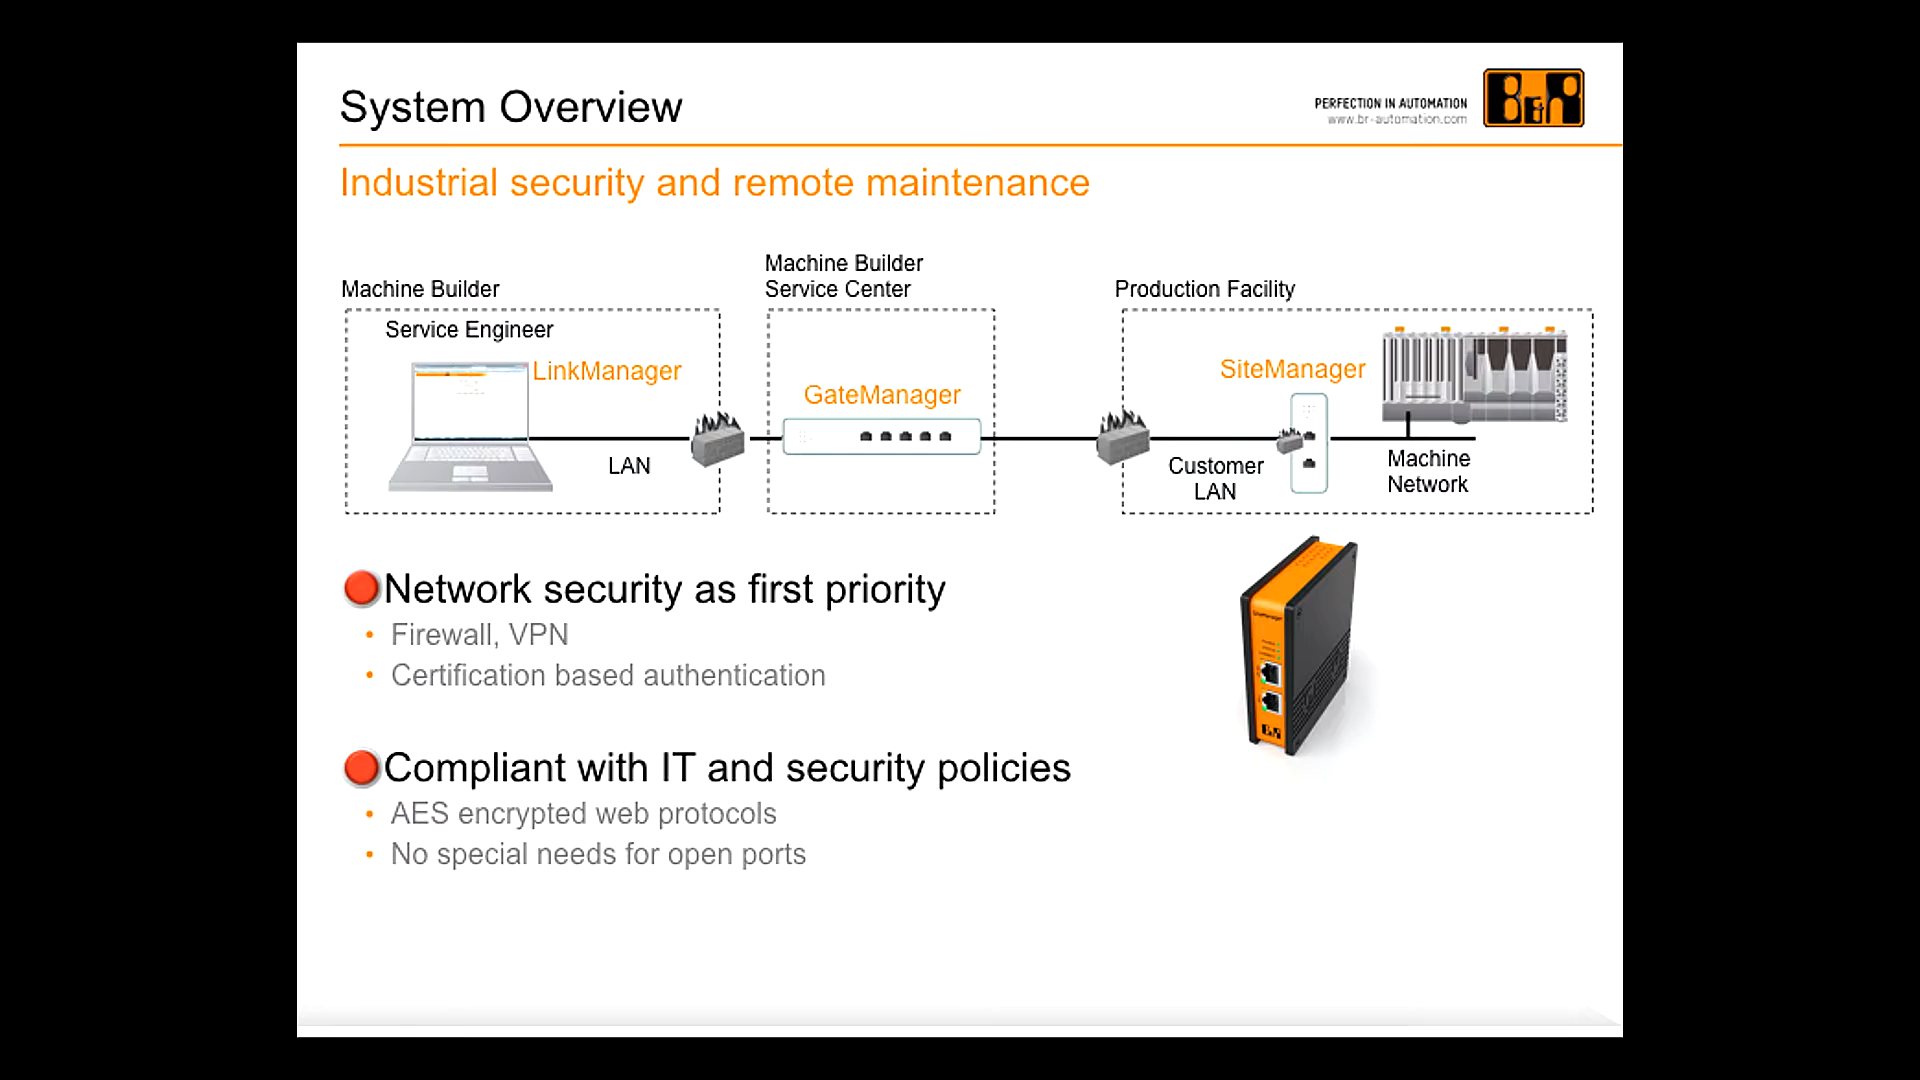 System Overview
PERFECTION IN AUTOMATION
www.br-automation.com
B&R
Industrial security and remote maintenance
Machine Builder
Machine Builder
Service Center
Production Facility
Service Engineer
LinkManager
GateManager
SiteManager
LAN
Customer
LAN
Machine
Network
Network security as first priority
• Firewall, VPN
• Certification based authentication
Compliant with IT and security policies
• AES encrypted web protocols
• No special needs for open ports